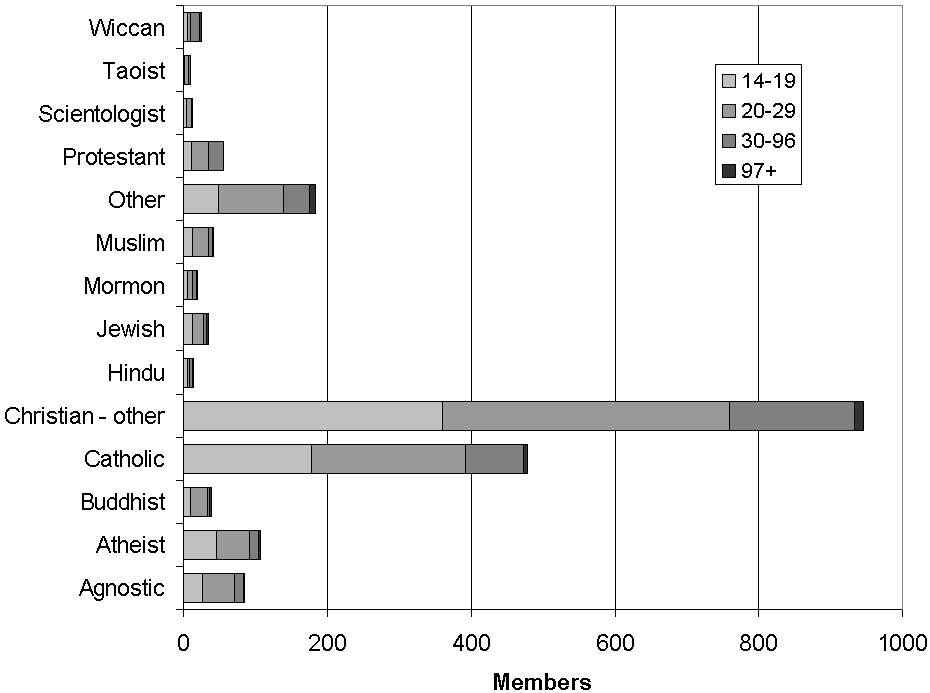 Wiccan
Taoist
Scientologist
Protestant
Other
Muslim
Mormon
Jewish
Hindu
Christian - other
Catholic
Buddhist
Atheist
Agnostic
14-19
20-29
30-96
97+
0 200 400 600 800 1000
Members